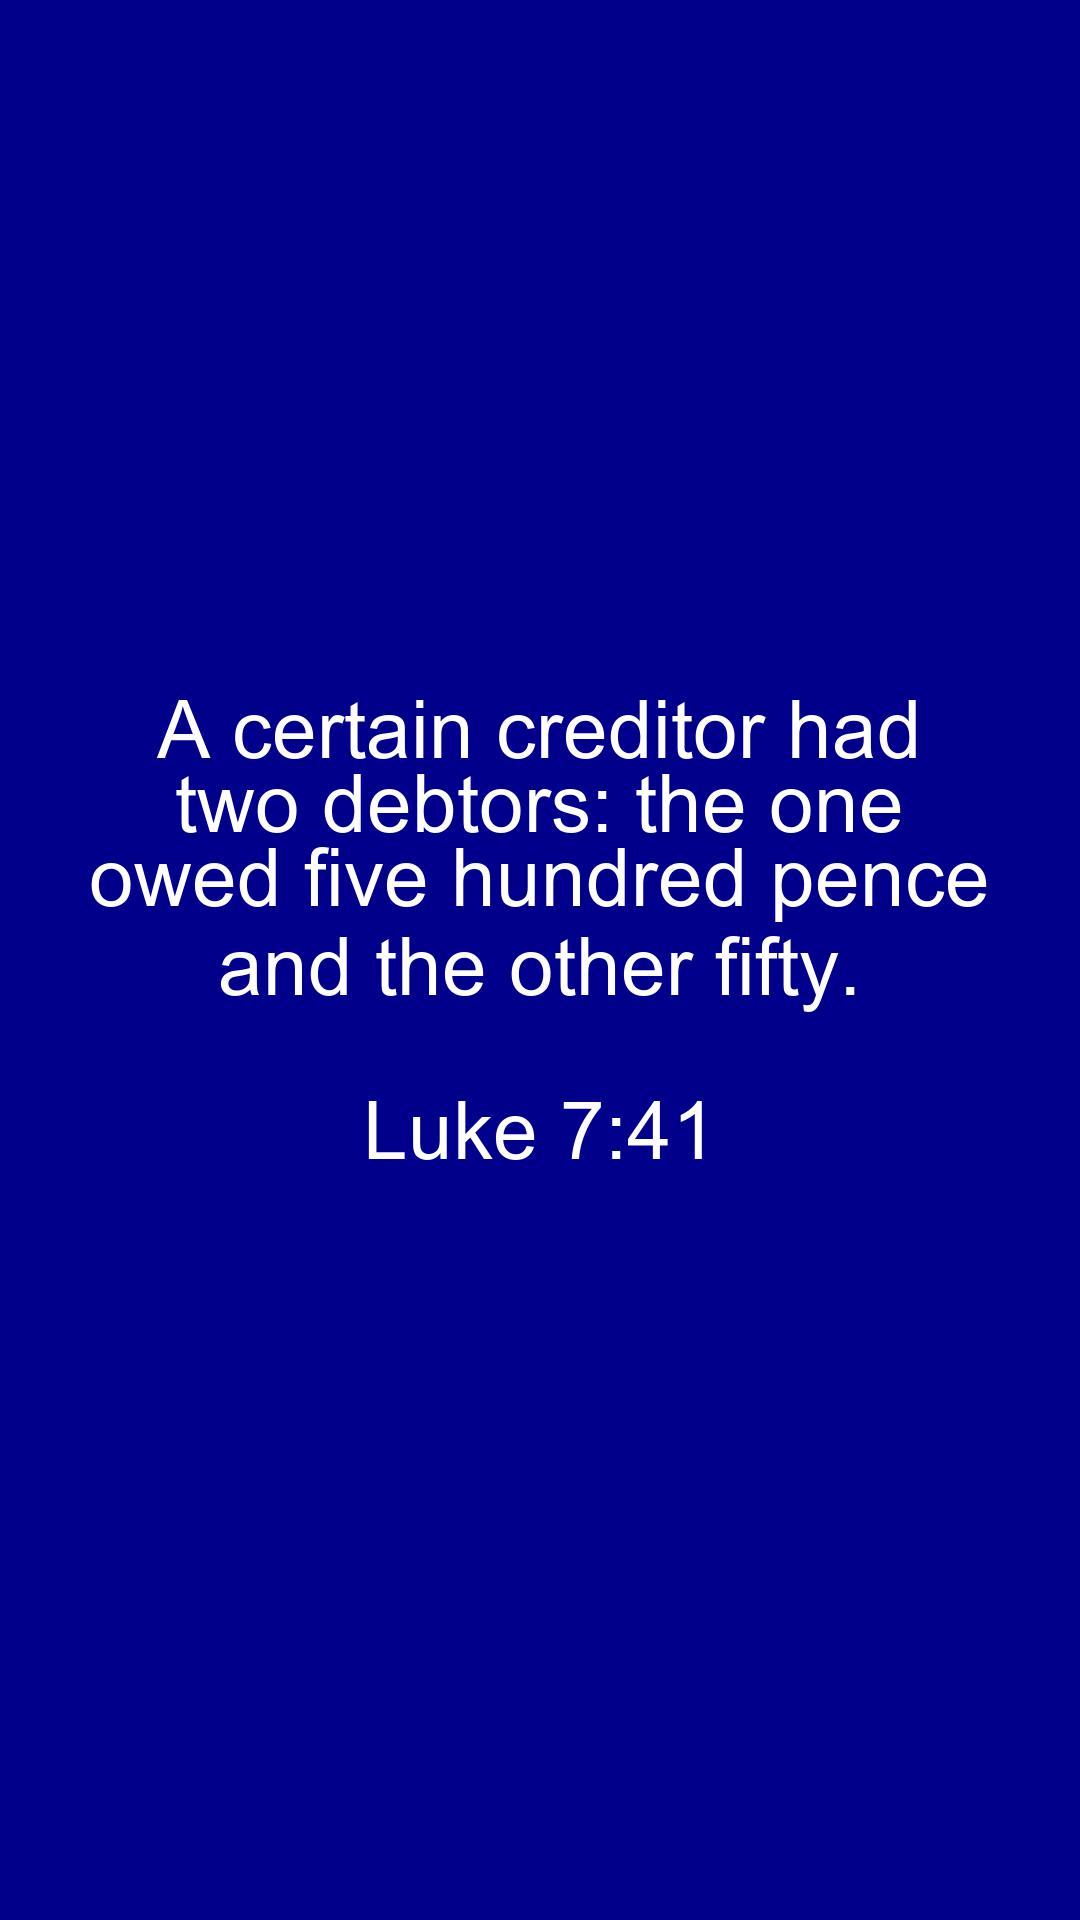 A certain creditor had
two debtors: the one
owed five hundred pence
and the other fifty.
Luke 7:41